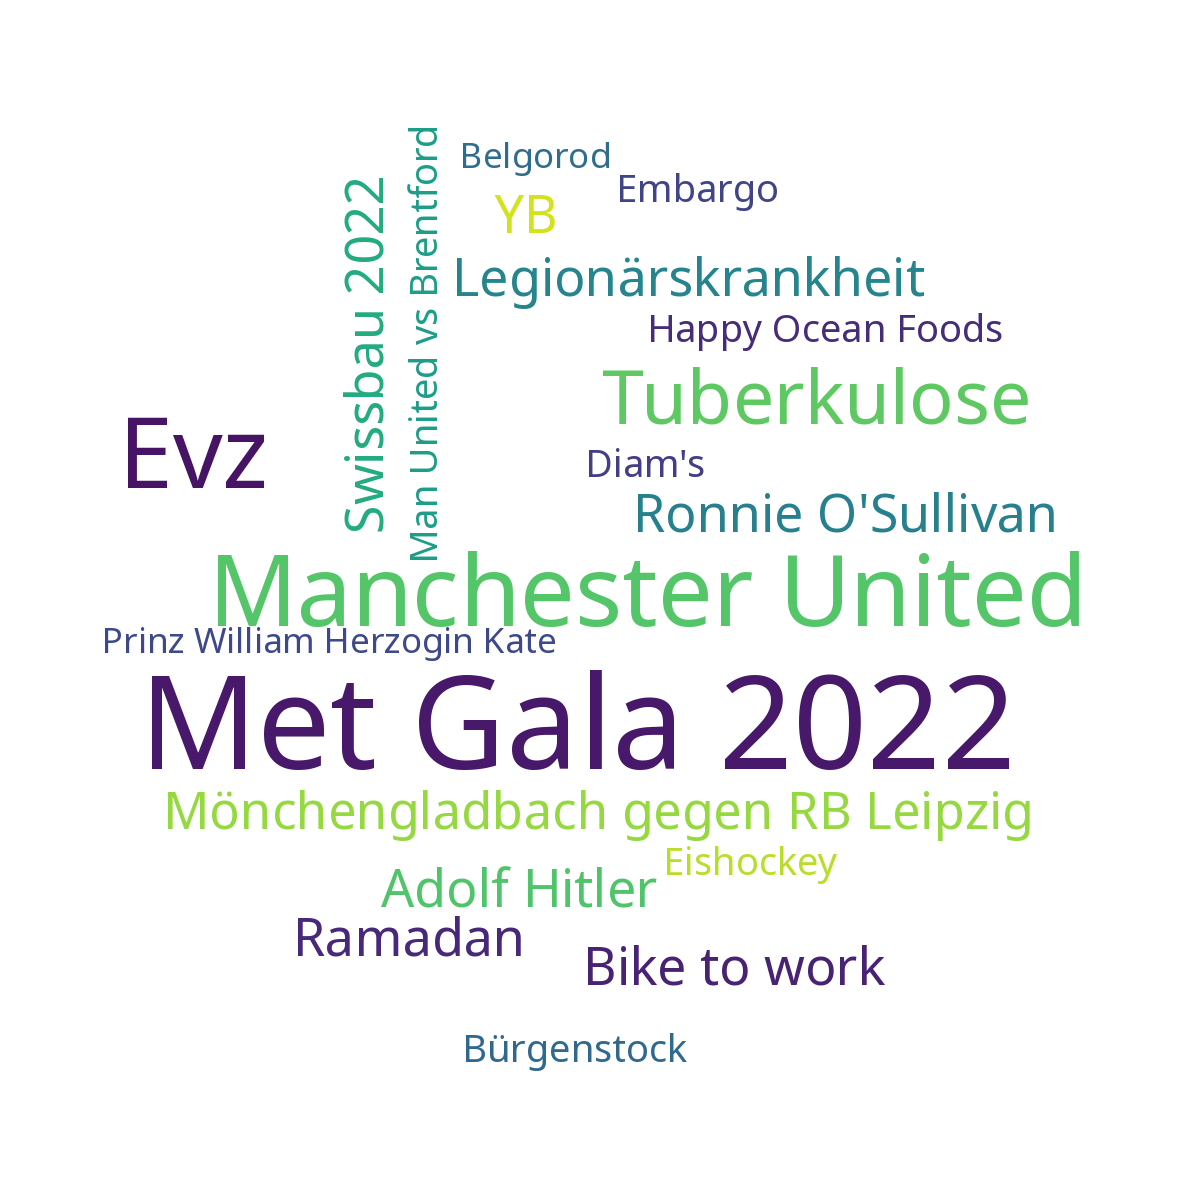 Belgorod
Embargo
YB
Swissbau 2022
Man United vs Brentford
Legionärskrankheit
Happy Ocean Foods
Tuberkulose
Evz
Diam's
Ronnie O'Sullivan
Manchester United
Prinz William Herzogin Kate
Met Gala 2022
Mönchengladbach gegen RB Leipzig
Eishockey
Adolf Hitler
Ramadan
Bike to work
Bürgenstock